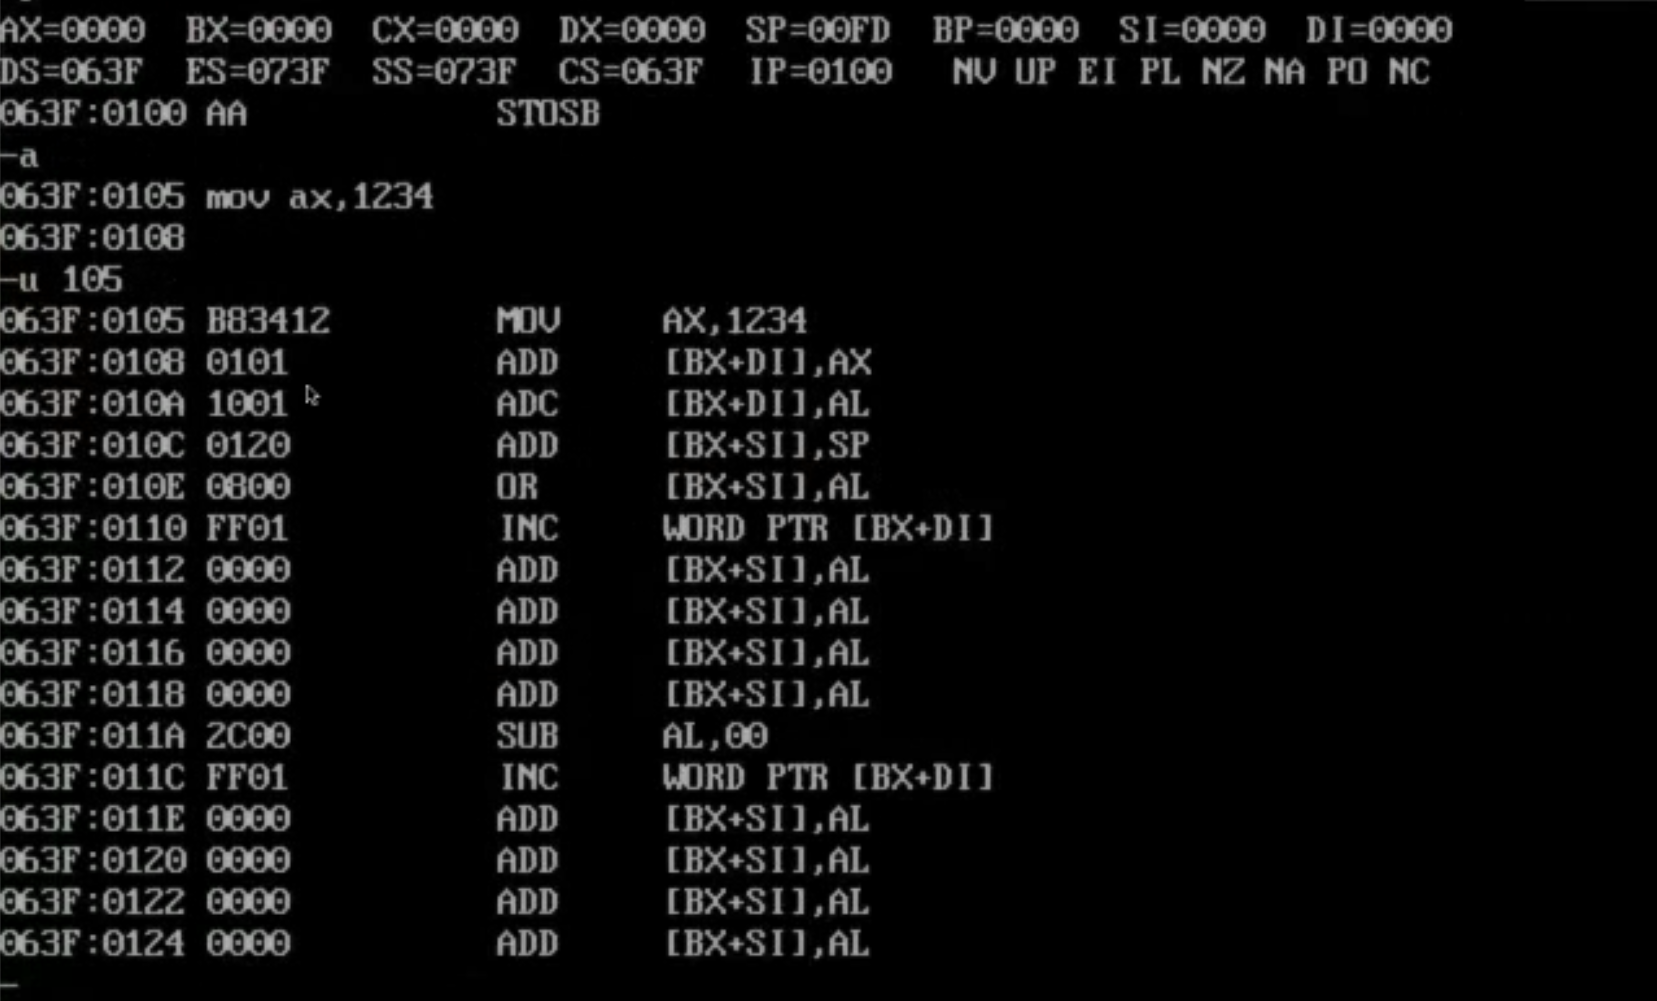 AX=0000  BX=0000  CX=0000  DX=0000  SP=00FD  BP=0000  SI=0000  DI=0000
DS=063F  ES=073F  SS=073F  CS=063F  IP=0100   NV UP EI PL NZ NA PO NC
063F:0100 AA            STOSB
-a
063F:0105 mov ax,1234
063F:0108
-u 105
063F:0105 B83412        MOV     AX,1234
063F:0108 0101          ADD     [BX+DI],AX
063F:010A 1001          ADC     [BX+DI],AL
063F:010C 0120          ADD     [BX+SI],SP
063F:010E 0800          OR      [BX+SI],AL
063F:0110 FF01          INC     WORD PTR [BX+DI]
063F:0112 0000          ADD     [BX+SI],AL
063F:0114 0000          ADD     [BX+SI],AL
063F:0116 0000          ADD     [BX+SI],AL
063F:0118 0000          ADD     [BX+SI],AL
063F:011A 2C00          SUB     AL,00
063F:011C FF01          INC     WORD PTR [BX+DI]
063F:011E 0000          ADD     [BX+SI],AL
063F:0120 0000          ADD     [BX+SI],AL
063F:0122 0000          ADD     [BX+SI],AL
063F:0124 0000          ADD     [BX+SI],AL
-